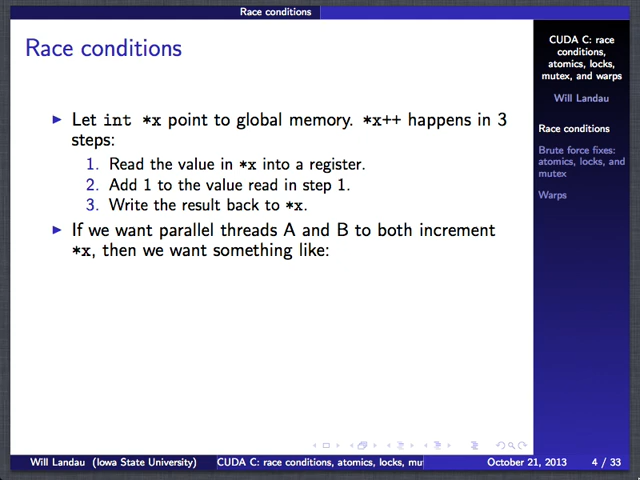 Race conditions
Race conditions
▶ Let int *x point to global memory. *x++ happens in 3
steps:
1. Read the value in *x into a register.
2. Add 1 to the value read in step 1.
3. Write the result back to *x.
▶ If we want parallel threads A and B to both increment
*x, then we want something like:
CUDA C: race
conditions,
atomics, locks,
mutex, and warps
Will Landau
Race conditions
Brute force fixes:
atomics, locks, and
mutex
Warps
Will Landau (Iowa State University) CUDA C: race conditions, atomics, locks, mu October 21, 2013 4 / 33